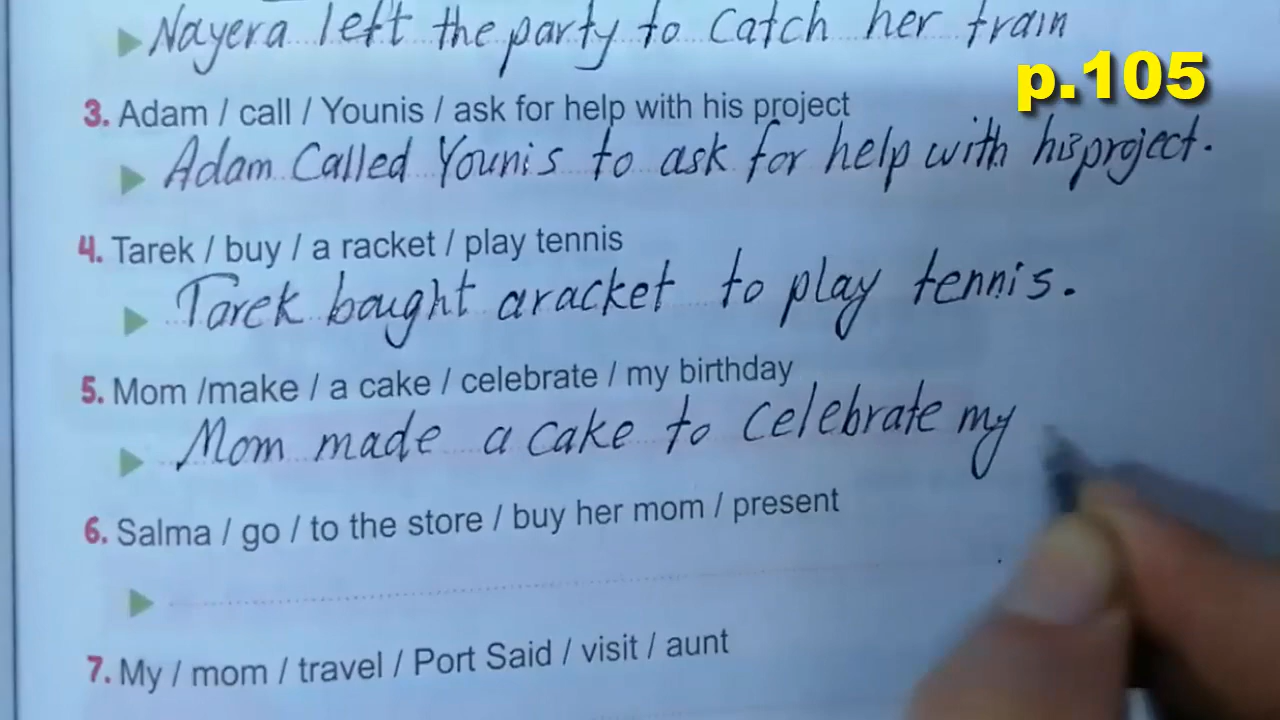 Nayera left the party to catch her train
p.105
3. Adam / call / Younis / ask for help with his project
Adam Called Younis to ask for help with his project.
4. Tarek / buy / a racket / play tennis
Tarek bought a racket to play tennis.
5. Mom /make / a cake / celebrate / my birthday
Mom made a cake to celebrate my
6. Salma / go / to the store / buy her mom / present
7. My / mom / travel / Port Said / visit / aunt